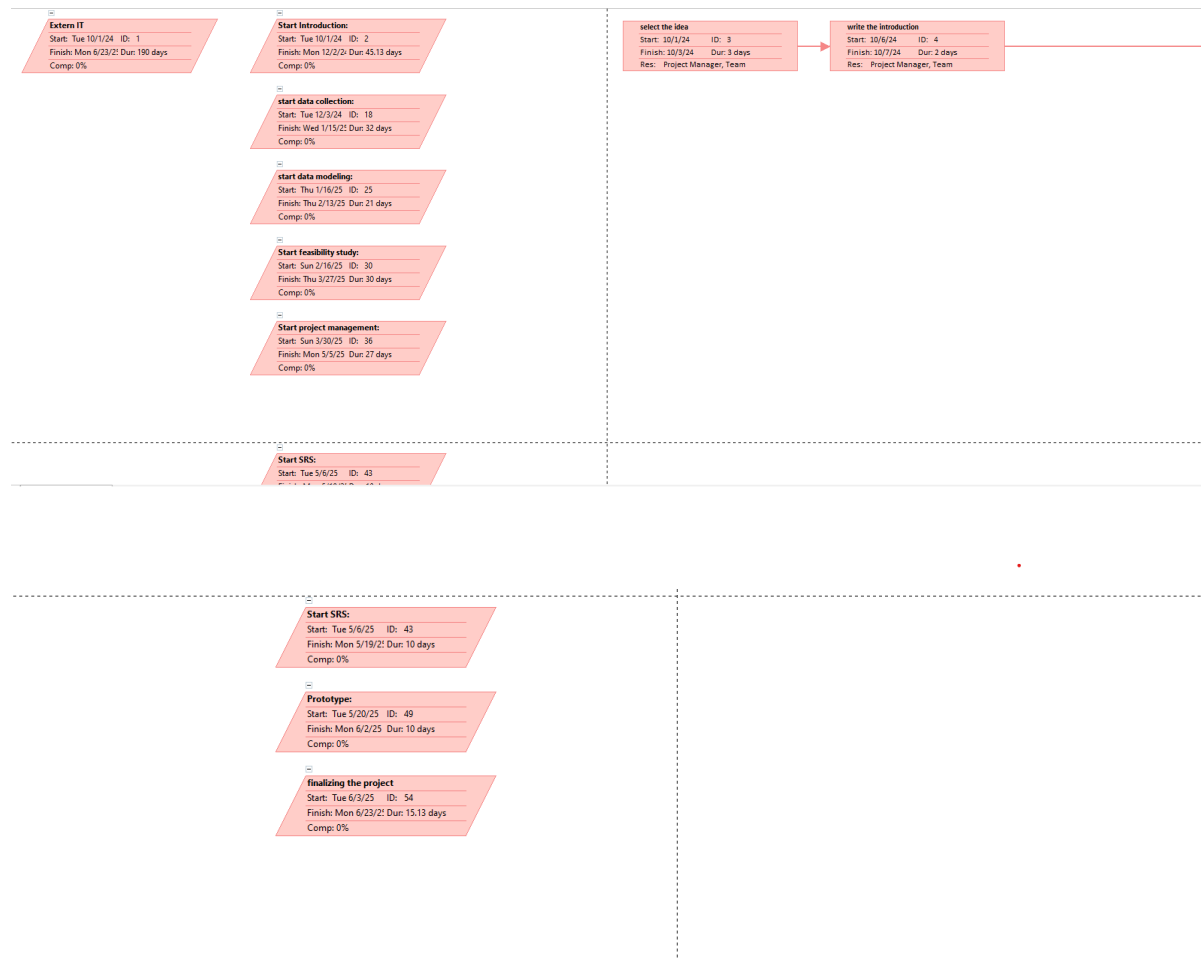 Extern IT
Start: Tue 10/1/24 ID: 1
Finish: Mon 6/23/2 Dur: 190 days
Comp: 0%
Start Introduction:
Start: Tue 10/1/24 ID: 2
Finish: Mon 12/2/2 Dur: 45.13 days
Comp: 0%
start data collection:
Start: Tue 12/3/24 ID: 18
Finish: Wed 1/15/2 Dur: 32 days
Comp: 0%
start data modeling:
Start: Thu 1/16/25 ID: 25
Finish: Thu 2/13/25 Dur: 21 days
Comp: 0%
Start feasibility study:
Start: Sun 2/16/25 ID: 30
Finish: Thu 3/27/25 Dur: 30 days
Comp: 0%
Start project management:
Start: Sun 3/30/25 ID: 36
Finish: Mon 5/5/25 Dur: 27 days
Comp: 0%
select the idea
Start: 10/1/24 ID: 3
Finish: 10/3/24 Dur: 3 days
Res: Project Manager, Team
write the introduction
Start: 10/6/24 ID: 4
Finish: 10/7/24 Dur: 2 days
Res: Project Manager, Team
Start SRS:
Start: Tue 5/6/25 ID: 43
Start SRS:
Start: Tue 5/6/25 ID: 43
Finish: Mon 5/19/2 Dur: 10 days
Comp: 0%
Prototype:
Start: Tue 5/20/25 ID: 49
Finish: Mon 6/2/25 Dur: 10 days
Comp: 0%
finalizing the project
Start: Tue 6/3/25 ID: 54
Finish: Mon 6/23/2 Dur: 15.13 days
Comp: 0%